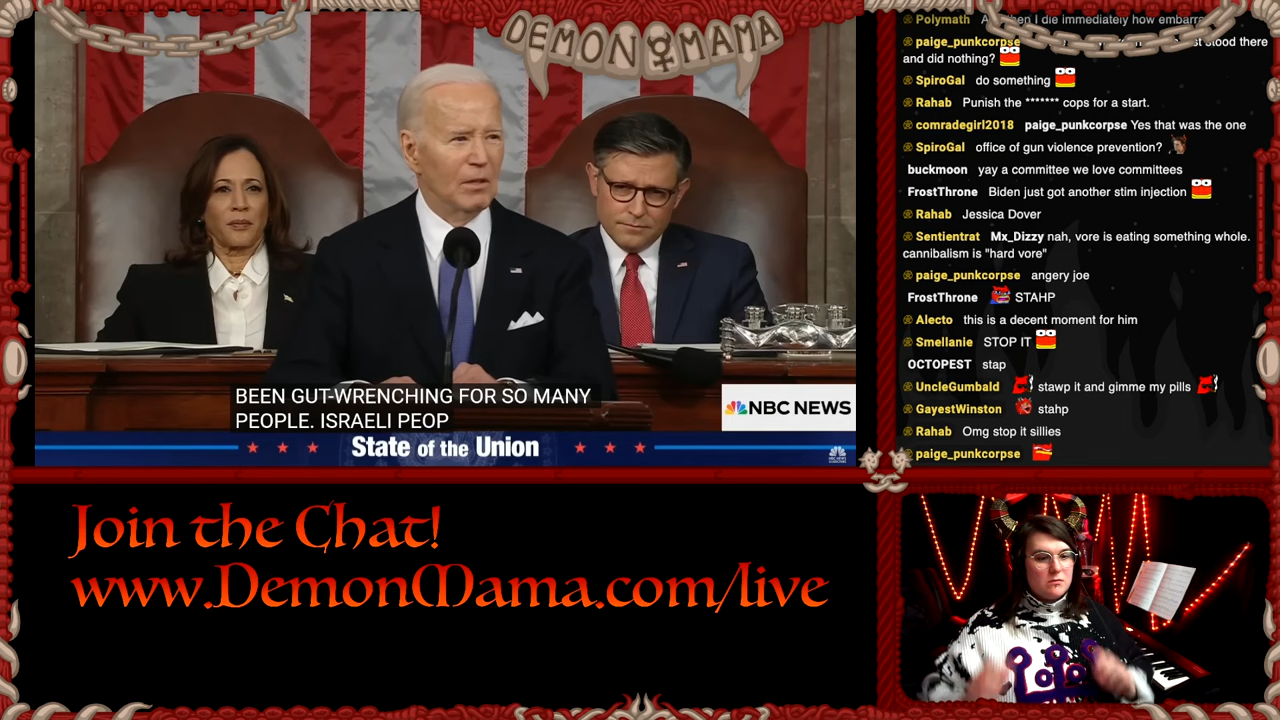 DEMON MAMA
BEEN GUT-WRENCHING FOR SO MANY
PEOPLE. ISRAELI PEOP
NBC NEWS
State of the Union
Join the Chat!
www.DemonMama.com/live
Polymath I die immediately how
paige_punkcorpse stood there
and did nothing?
SpiroGal do something
Rahab Punish the ******* cops for a start.
comradegirl2018 paige_punkcorpse Yes that was the one
SpiroGal office of gun violence prevention?
buckmoon yay a committee we love committees
FrostThrone Biden just got another stim injection
Rahab Jessica Dover
Sentientrat Mx_Dizzy nah, vore is eating something whole.
cannibalism is "hard vore"
paige_punkcorpse angery joe
FrostThrone STAHP
Alecto this is a decent moment for him
Smellanie STOP IT
OCTOPEST stap
UncleGumbald stawp it and gimme my pills
GayestWinston stahp
Rahab Omg stop it sillies
paige_punkcorpse